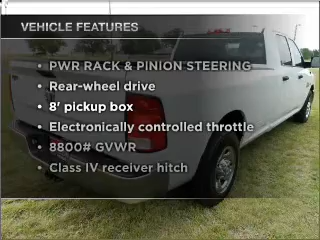 VEHICLE FEATURES
• PWR RACK & PINION STEERING
• Rear-wheel drive
• 8' pickup box
• Electronically controlled throttle
• 8800# GVWR
• Class IV receiver hitch